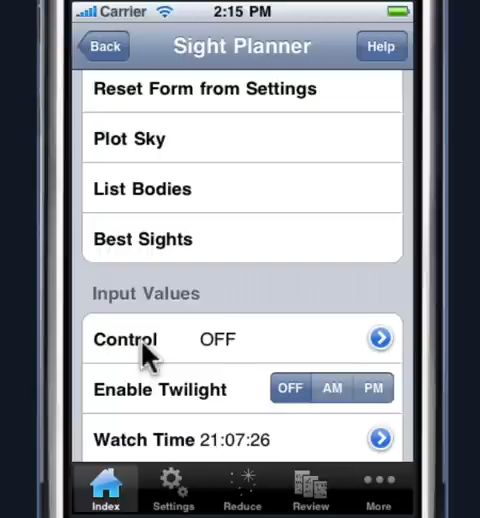 Carrier 2:15 PM
Back Sight Planner Help
Reset Form from Settings
Plot Sky
List Bodies
Best Sights
Input Values
Control OFF
Enable Twilight OFF AM PM
Watch Time 21:07:26
Index Settings Reduce Review More